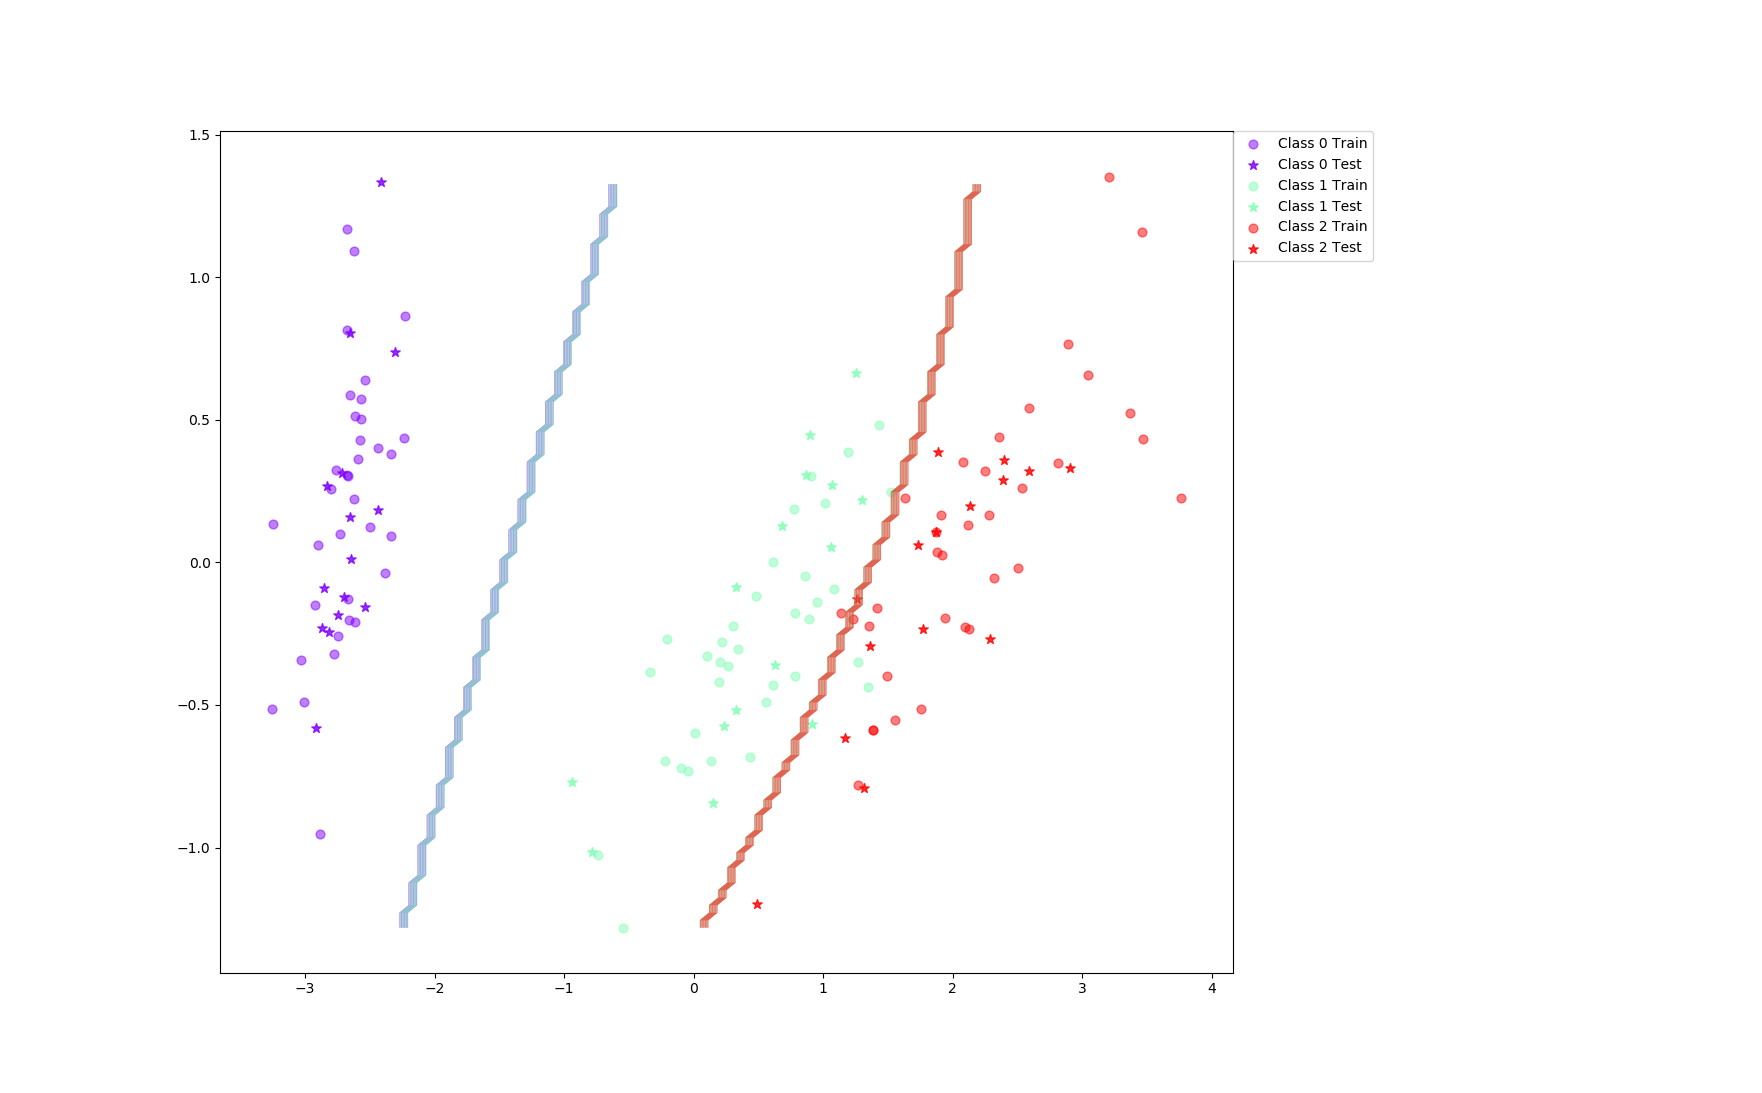 Class 0 Train
Class 0 Test
Class 1 Train
Class 1 Test
Class 2 Train
Class 2 Test
1.5
1.0
0.5
0.0
−0.5
−1.0
−3 −2 −1 0 1 2 3 4